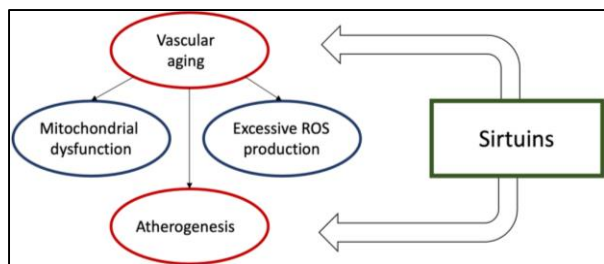 Vascular
aging
Mitochondrial
dysfunction
Excessive ROS
production
Sirtuins
Atherogenesis